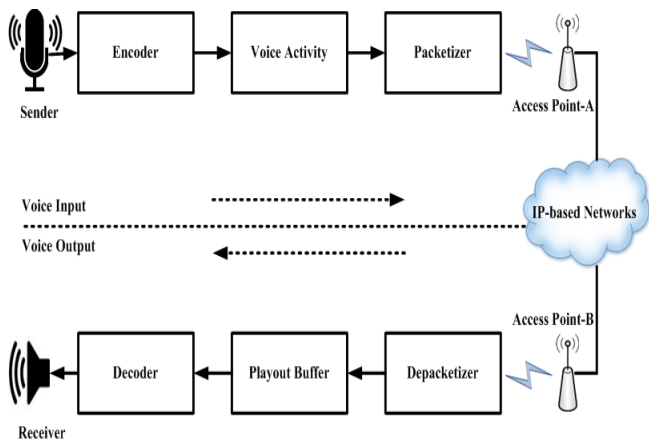 Encoder
Voice Activity
Packetizer
Sender
Access Point-A
Voice Input
IP-based Networks
Voice Output
Access Point-B
Decoder
Playout Buffer
Depacketizer
Receiver